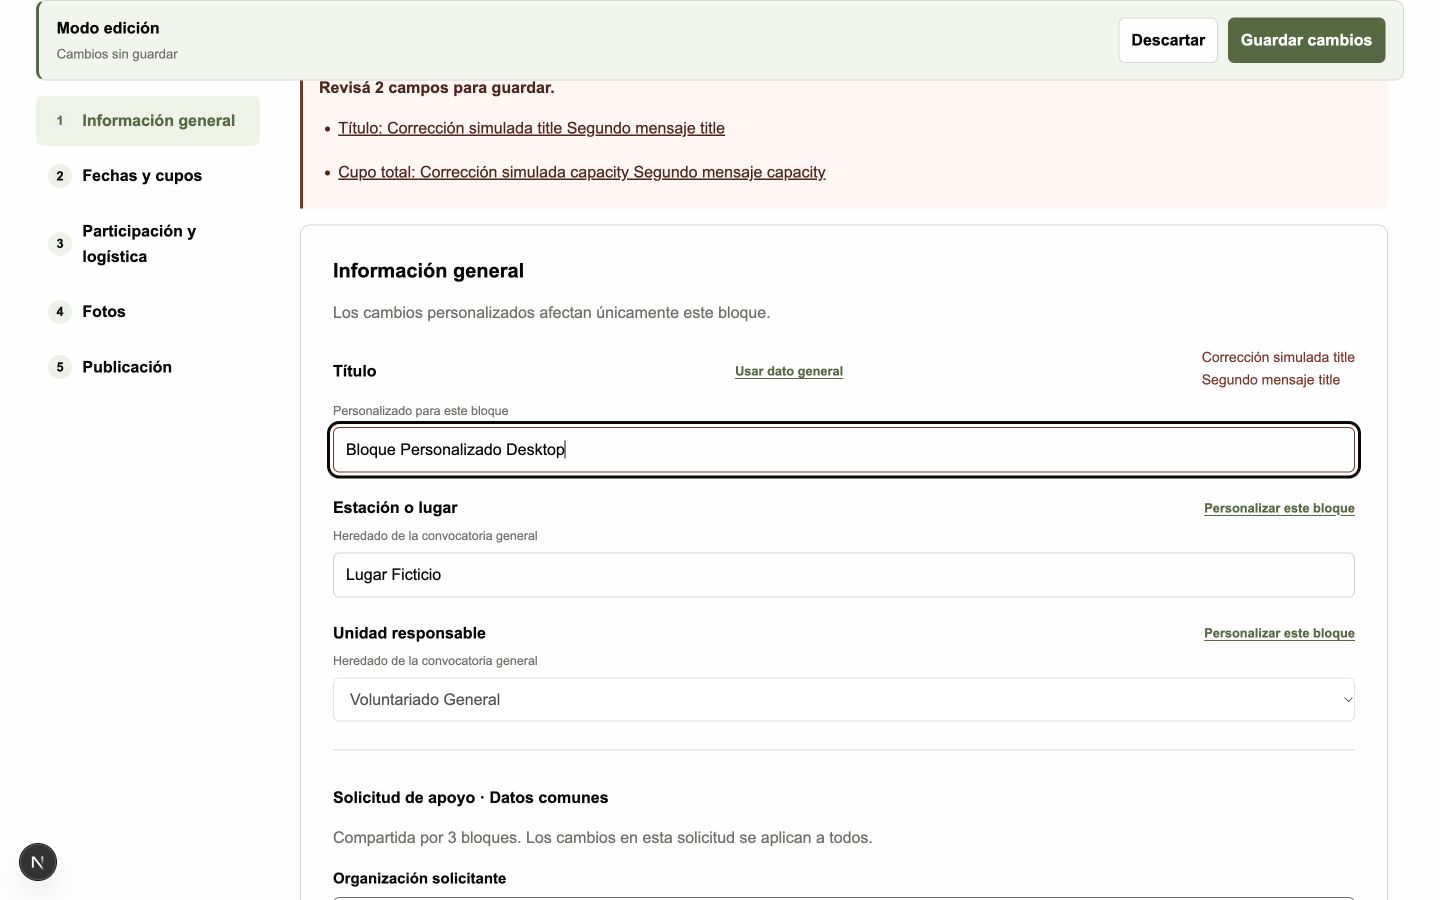 Modo edición
Cambios sin guardar
Descartar
Guardar cambios
1 Información general
2 Fechas y cupos
3 Participación y
logística
4 Fotos
5 Publicación
Revisá 2 campos para guardar.
• Título: Corrección simulada title Segundo mensaje title
• Cupo total: Corrección simulada capacity Segundo mensaje capacity
Información general
Los cambios personalizados afectan únicamente este bloque.
Título
Usar dato general
Corrección simulada title
Segundo mensaje title
Personalizado para este bloque
Bloque Personalizado Desktop
Estación o lugar
Personalizar este bloque
Heredado de la convocatoria general
Lugar Ficticio
Unidad responsable
Personalizar este bloque
Heredado de la convocatoria general
Voluntariado General
Solicitud de apoyo · Datos comunes
Compartida por 3 bloques. Los cambios en esta solicitud se aplican a todos.
Organización solicitante
N